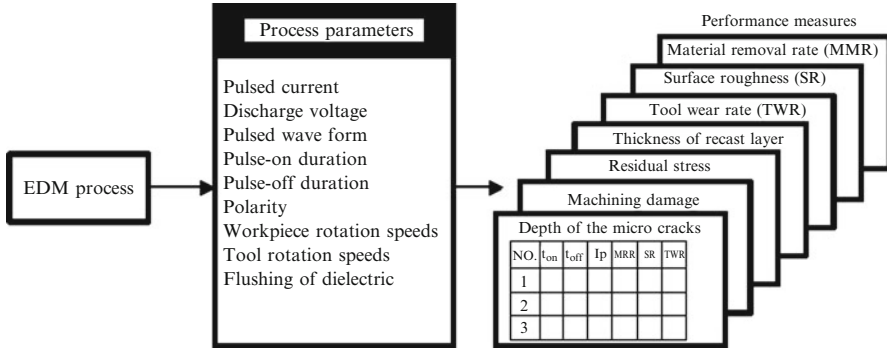 EDM process
Process parameters
Pulsed current
Discharge voltage
Pulsed wave form
Pulse-on duration
Pulse-off duration
Polarity
Workpiece rotation speeds
Tool rotation speeds
Flushing of dielectric
Performance measures
Material removal rate (MMR)
Surface roughness (SR)
Tool wear rate (TWR)
Thickness of recast layer
Residual stress
Machining damage
Depth of the micro cracks
NO. ton toff Ip MRR SR TWR
1
2
3